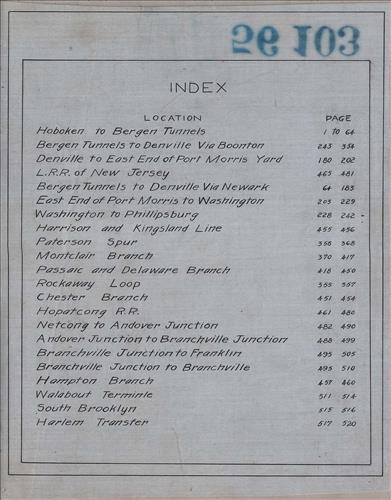 56 103
INDEX
LOCATION PAGE
Hoboken to Bergen Tunnels 1 to 64
Bergen Tunnels to Denville Via Boonton 243 354
Denville to East End of Port Morris Yard 180 202
L.R.R. of New Jersey 465 481
Bergen Tunnels to Denville Via Newark 64 183
East End of Port Morris to Washington 203 229
Washington to Phillipsburg 228 242
Harrison and Kingsland Line 455 456
Paterson Spur 358 368
Montclair Branch 370 417
Passaic and Delaware Branch 418 450
Rockaway Loop 355 357
Chester Branch 451 454
Hopatcong R.R. 461 480
Netcong to Andover Junction 482 490
Andover Junction to Branchville Junction 488 499
Branchville Junction to Franklin 495 505
Branchville Junction to Branchville 495 510
Hampton Branch 457 460
Walabout Terminle 511 514
South Brooklyn 515 516
Harlem Transfer 517 520